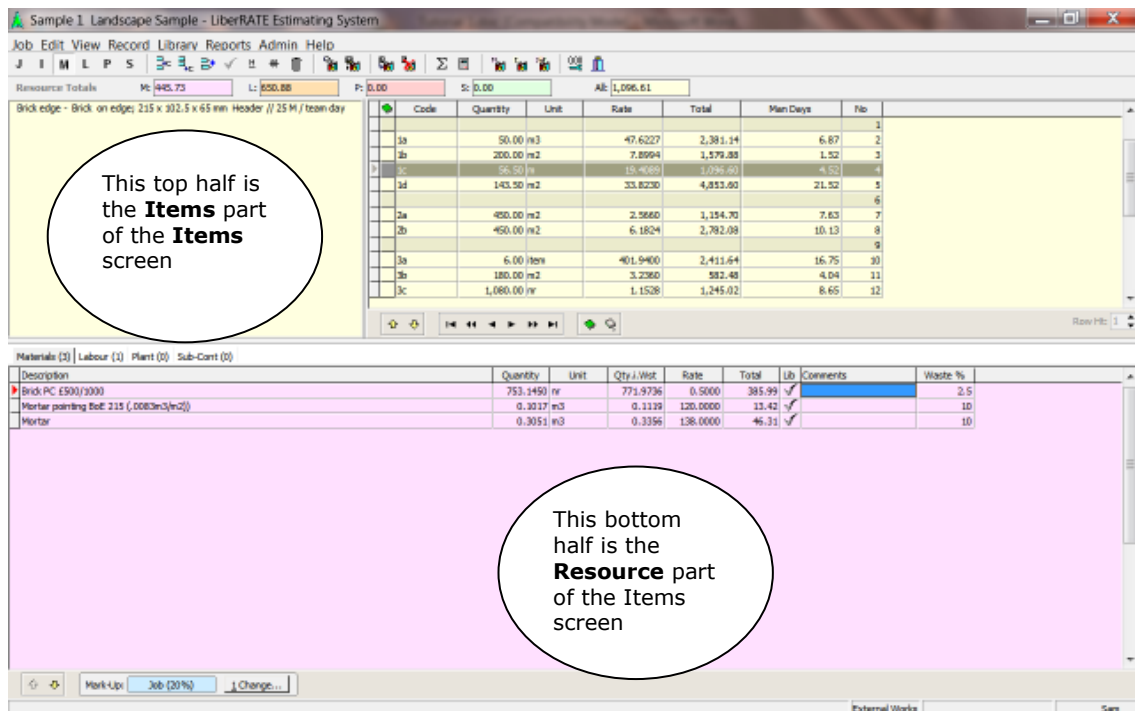 Sample 1 Landscape Sample - LiberRATE Estimating System
Job Edit View Record Library Reports Admin Help
J I M L P S
Resource Totals M: 445.73 L: 650.88 P: 0.00 S: 0.00 All: 1,096.61
Brick edge - Brick on edge; 215 x 102.5 x 65 mm Header // 25 M / team day
Code Quantity Unit Rate Total Man Days No
1
1a 50.00 m3 47.6227 2,381.14 6.87 2
1b 200.00 m2 7.8994 1,579.88 1.52 3
1c 56.50 m 19.4089 1,096.60 4.52 4
1d 143.50 m2 33.8230 4,853.60 21.52 5
6
2a 450.00 m2 2.5660 1,154.70 7.63 7
2b 450.00 m2 6.1824 2,782.08 10.13 8
9
3a 6.00 item 401.9400 2,411.64 16.75 10
3b 180.00 m2 3.2360 582.48 4.04 11
3c 1,080.00 nr 1.1528 1,245.02 8.65 12
This top half is
the Items part
of the Items
screen
Row Ht: 1
Materials (3) Labour (1) Plant (0) Sub-Cont (0)
Description Quantity Unit Qty.i.Wst Rate Total Lib Comments Waste %
Brick PC £500/1000 753.1450 nr 771.9736 0.5000 385.99 2.5
Mortar pointing BoE 215 (.0083m3/m2)) 0.1017 m3 0.1119 120.0000 13.42 10
Mortar 0.3051 m3 0.3356 138.0000 46.31 10
This bottom
half is the
Resource part
of the Items
screen
Mark-Up: Job (20%) 1 Change...
External Works Sam